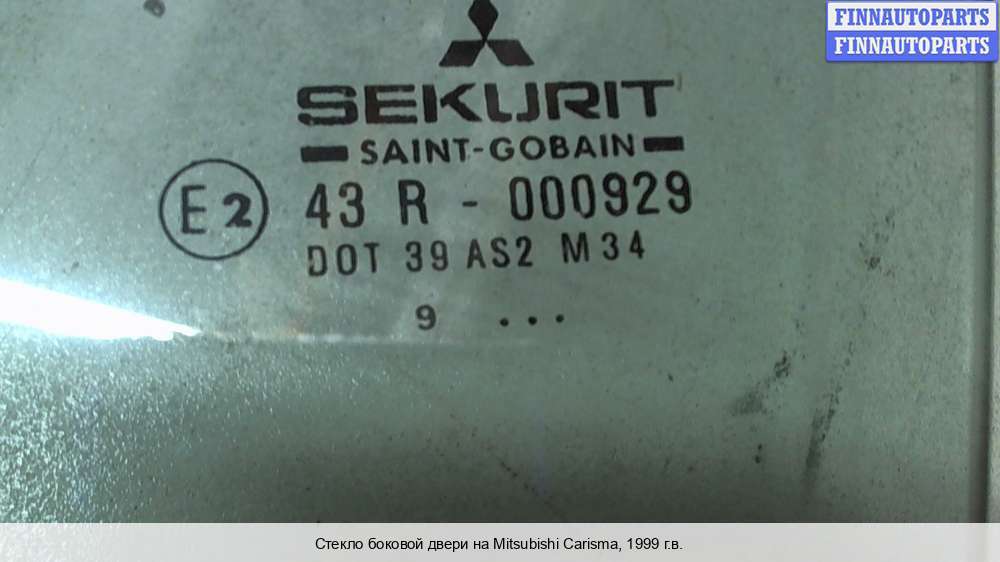 FINNAUTOPARTS
FINNAUTOPARTS
SEKURIT
SAINT-GOBAIN
E2 43 R - 000929
DOT 39 AS2 M34
9 ...
Стекло боковой двери на Mitsubishi Carisma, 1999 г.в.